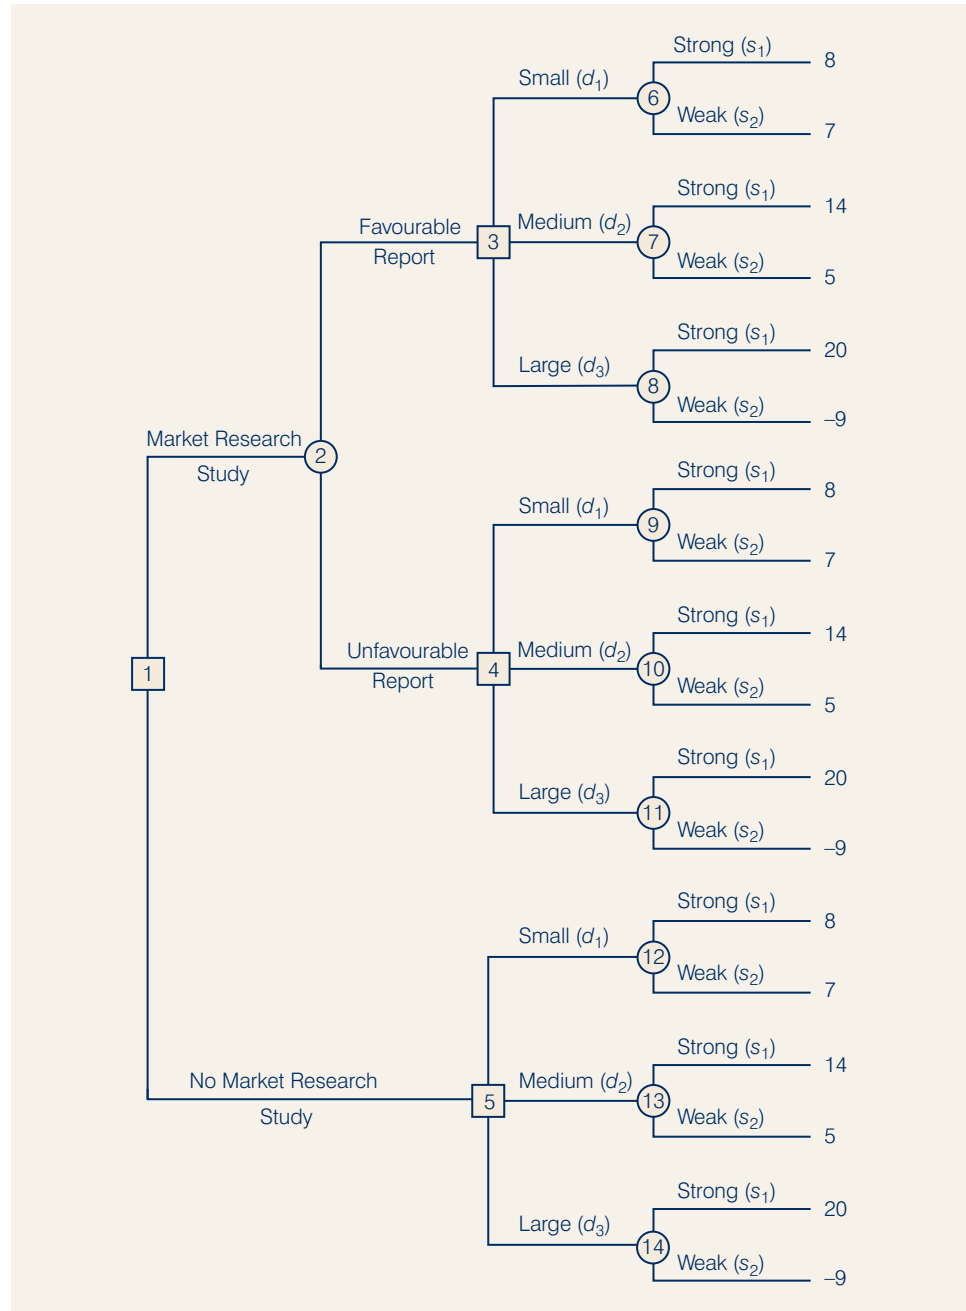 Strong (s1)
8
Small (d1)
6
Weak (s2)
7
Strong (s1)
14
Favourable
Report
3
Medium (d2)
7
Weak (s2)
5
Strong (s1)
20
Large (d3)
8
Weak (s2)
–9
Market Research
Study
2
Strong (s1)
8
Small (d1)
9
Weak (s2)
7
Strong (s1)
14
Unfavourable
Report
4
Medium (d2)
10
Weak (s2)
5
1
Strong (s1)
20
Large (d3)
11
Weak (s2)
–9
Strong (s1)
8
Small (d1)
12
Weak (s2)
7
Strong (s1)
14
No Market Research
Study
5
Medium (d2)
13
Weak (s2)
5
Strong (s1)
20
Large (d3)
14
Weak (s2)
–9